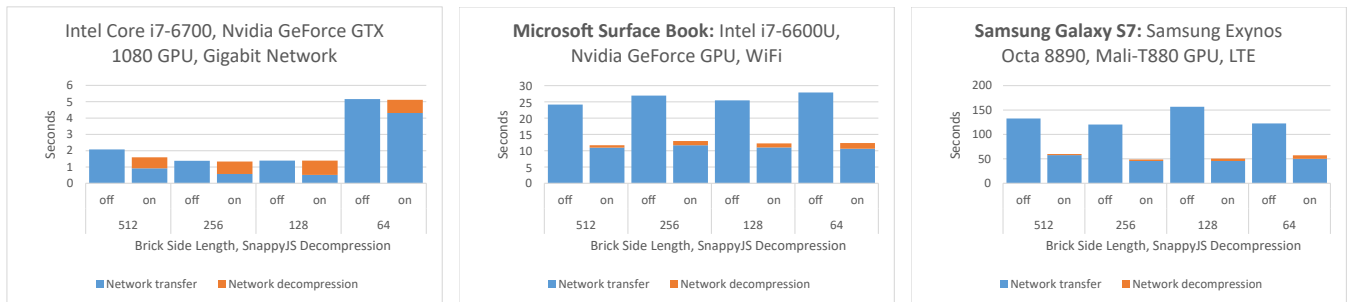 Intel Core i7-6700, Nvidia GeForce GTX
1080 GPU, Gigabit Network
Seconds
6
5
4
3
2
1
0
off on off on off on off on
512 256 128 64
Brick Side Length, SnappyJS Decompression
Network transfer Network decompression
Microsoft Surface Book: Intel i7-6600U,
Nvidia GeForce GPU, WiFi
Seconds
30
25
20
15
10
5
0
off on off on off on off on
512 256 128 64
Brick Side Length, SnappyJS Decompression
Network transfer Network decompression
Samsung Galaxy S7: Samsung Exynos
Octa 8890, Mali-T880 GPU, LTE
Seconds
200
150
100
50
0
off on off on off on off on
512 256 128 64
Brick Side Length, SnappyJS Decompression
Network transfer Network decompression